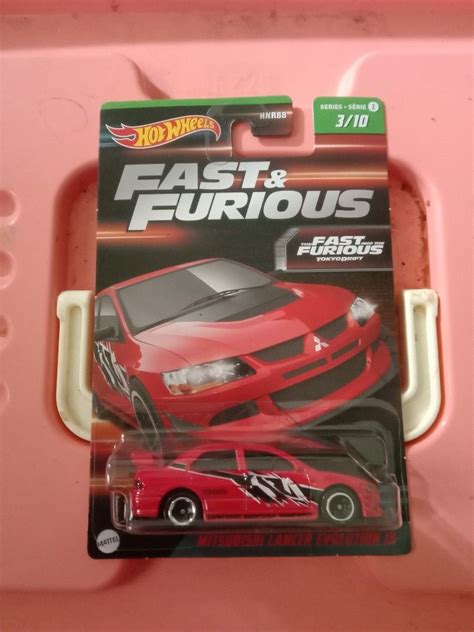 HNR88
SERIES • SÉRIE 1
3/10
HOT WHEELS
FAST & FURIOUS
THE FAST AND THE FURIOUS
TOKYO DRIFT
MATTEL
MITSUBISHI LANCER EVOLUTION